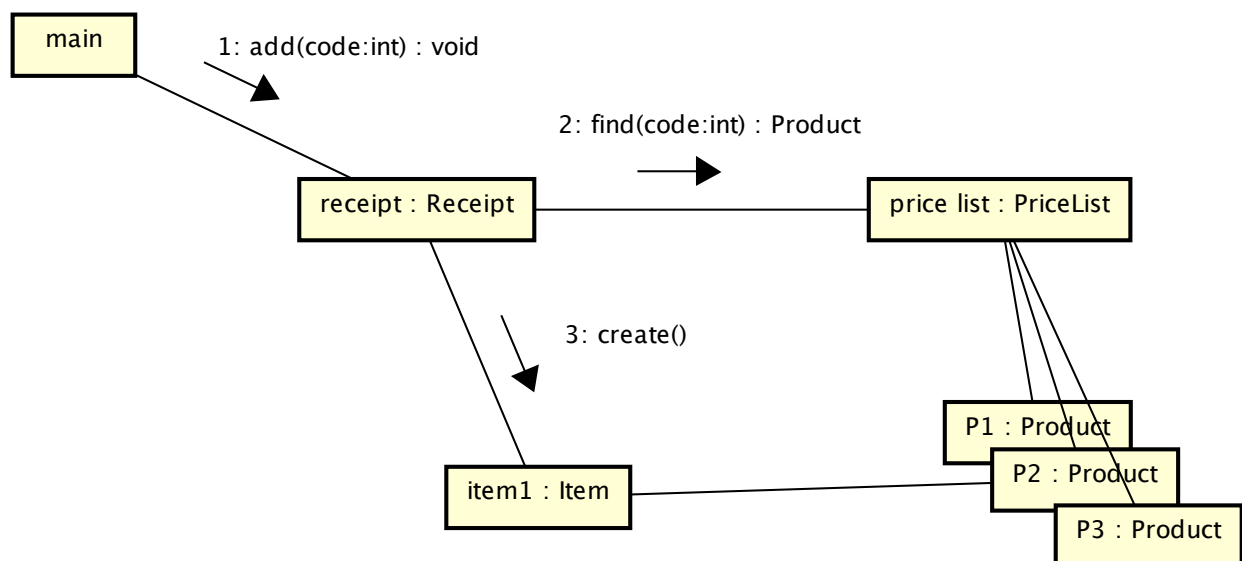 main
1: add(code:int) : void
2: find(code:int) : Product
receipt : Receipt
price list : PriceList
3: create()
P1 : Product
P2 : Product
item1 : Item
P3 : Product